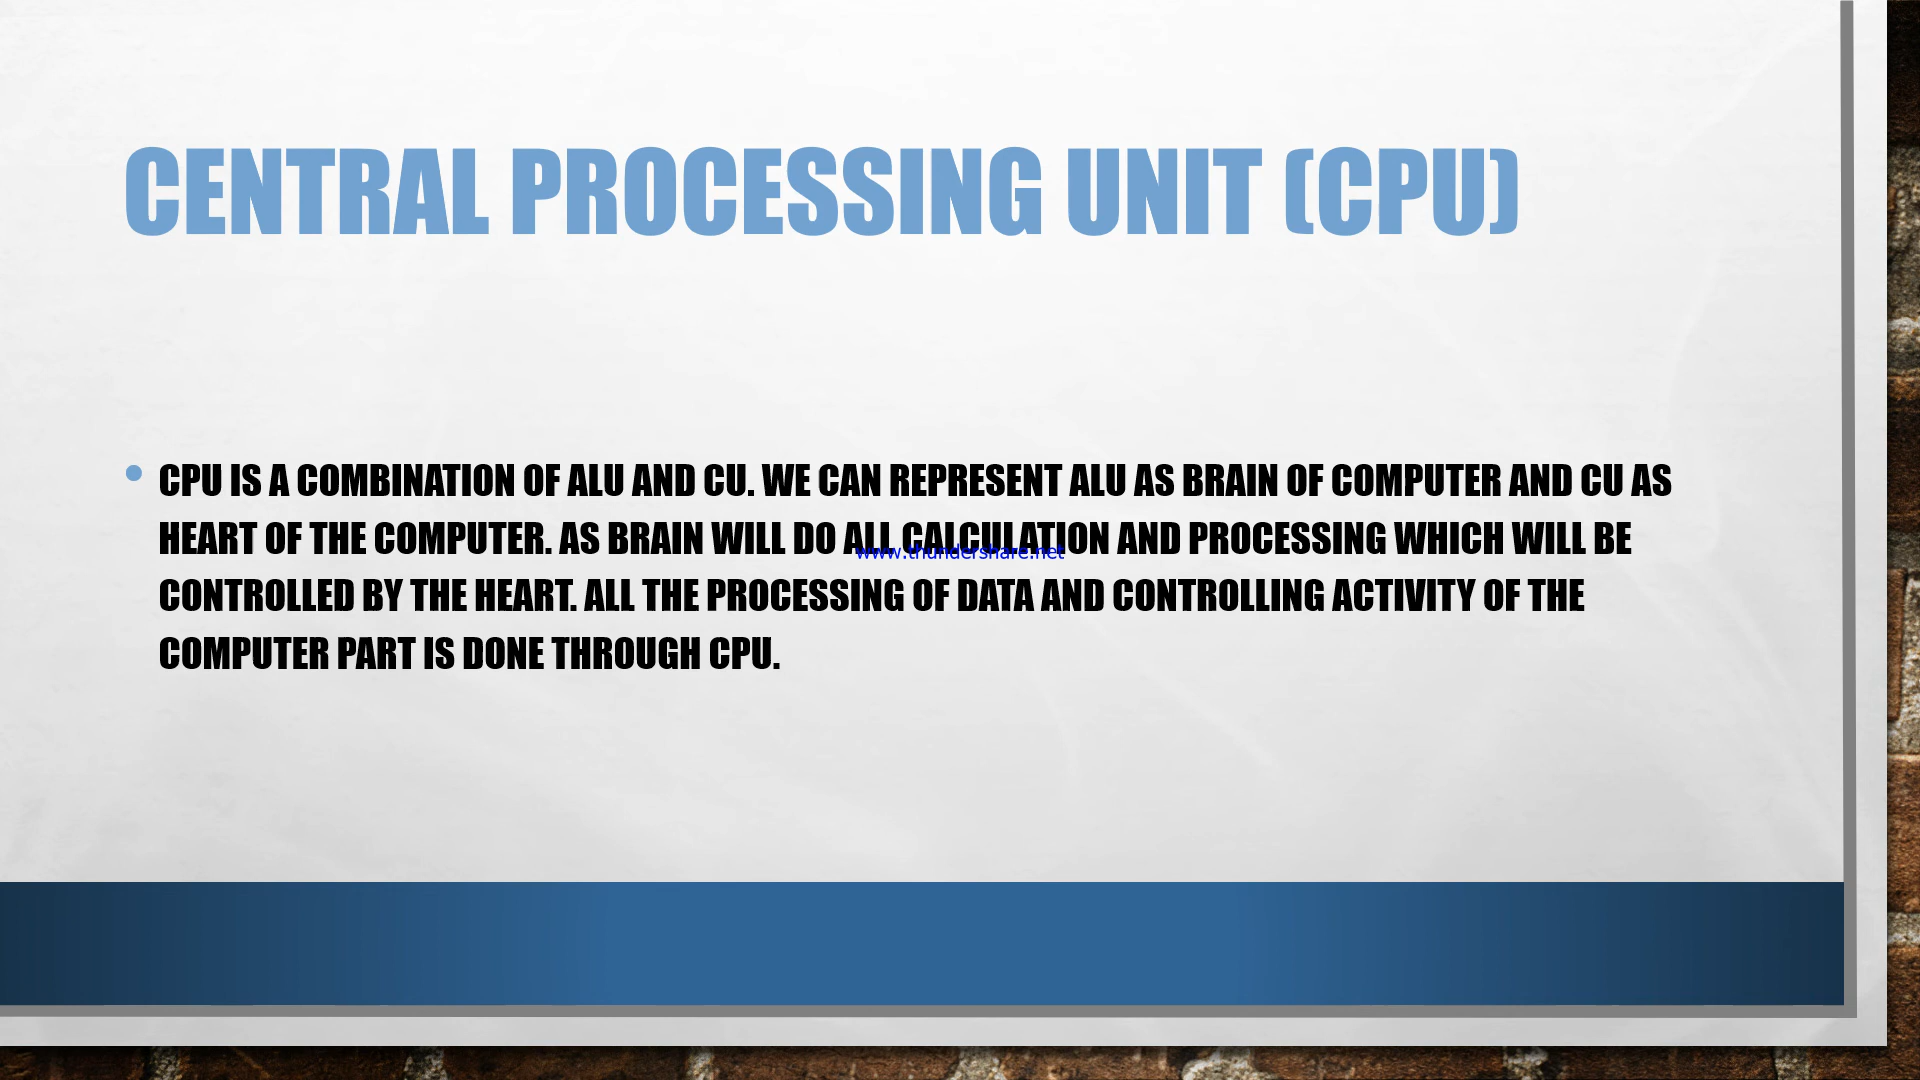 CENTRAL PROCESSING UNIT (CPU)
• CPU IS A COMBINATION OF ALU AND CU. WE CAN REPRESENT ALU AS BRAIN OF COMPUTER AND CU AS
HEART OF THE COMPUTER. AS BRAIN WILL DO ALL CALCULATION AND PROCESSING WHICH WILL BE
www.thundershare.net
CONTROLLED BY THE HEART. ALL THE PROCESSING OF DATA AND CONTROLLING ACTIVITY OF THE
COMPUTER PART IS DONE THROUGH CPU.